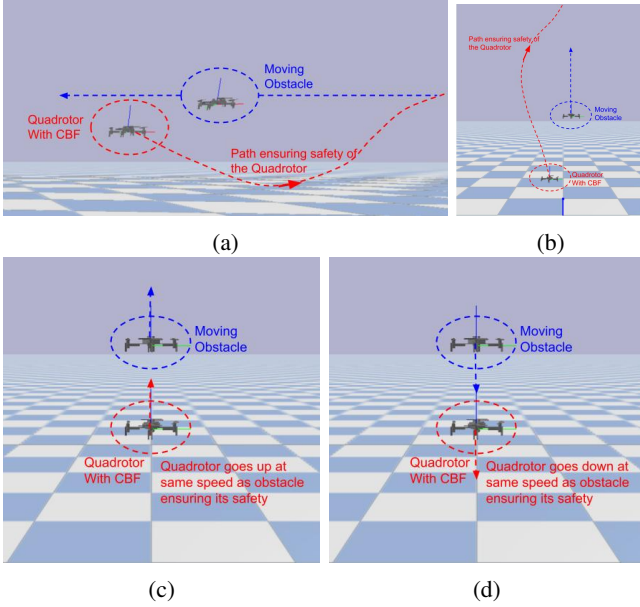 Moving
Obstacle
Quadrotor
With CBF
Path ensuring safety of
the Quadrotor
(a)
Path ensuring safety of
the Quadrotor
Moving
Obstacle
Quadrotor
With CBF
(b)
Moving
Obstacle
Quadrotor
With CBF
Quadrotor goes up at
same speed as obstacle
ensuring its safety
(c)
Moving
Obstacle
Quadrotor
With CBF
Quadrotor goes down at
same speed as obstacle
ensuring its safety
(d)